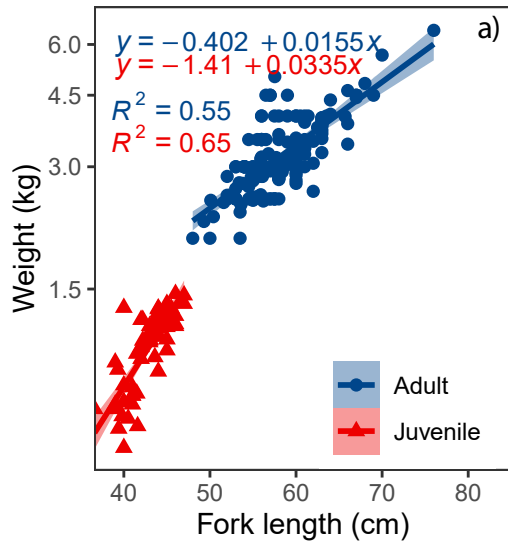 a)
y = −0.402 +0.0155x
y = −1.41 +0.0335x
R² = 0.55
R² = 0.65
6.0
4.5
3.0
1.5
Weight (kg)
Adult
Juvenile
40 50 60 70 80
Fork length (cm)